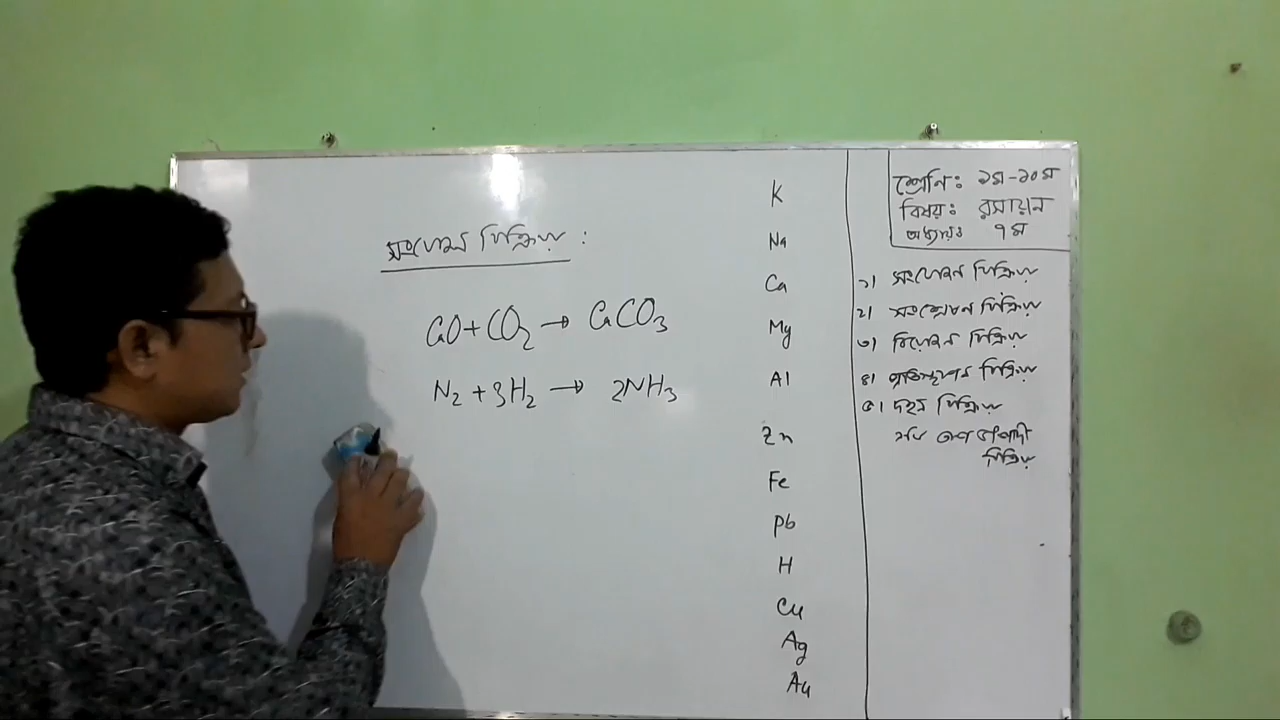 সংযোজন বিক্রিয়া :
CaO + CO₂ → CaCO₃
N₂ + 3H₂ → 2NH₃
K
Na
Ca
Mg
Al
Zn
Fe
Pb
H
Cu
Ag
Au
শ্রেণি: ৯ম-১০ম
বিষয়: রসায়ন
অধ্যায়: ৭ম
১। সংযোজন বিক্রিয়া
২। সংশ্লেষণ বিক্রিয়া
৩। বিযোজন বিক্রিয়া
৪। প্রতিস্থাপন বিক্রিয়া
৫। দহন বিক্রিয়া
বিক্রিয়া